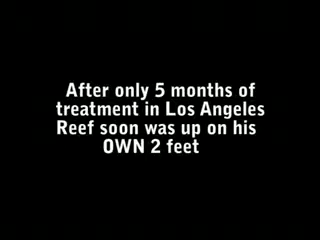 After only 5 months of
treatment in Los Angeles
Reef soon was up on his
OWN 2 feet